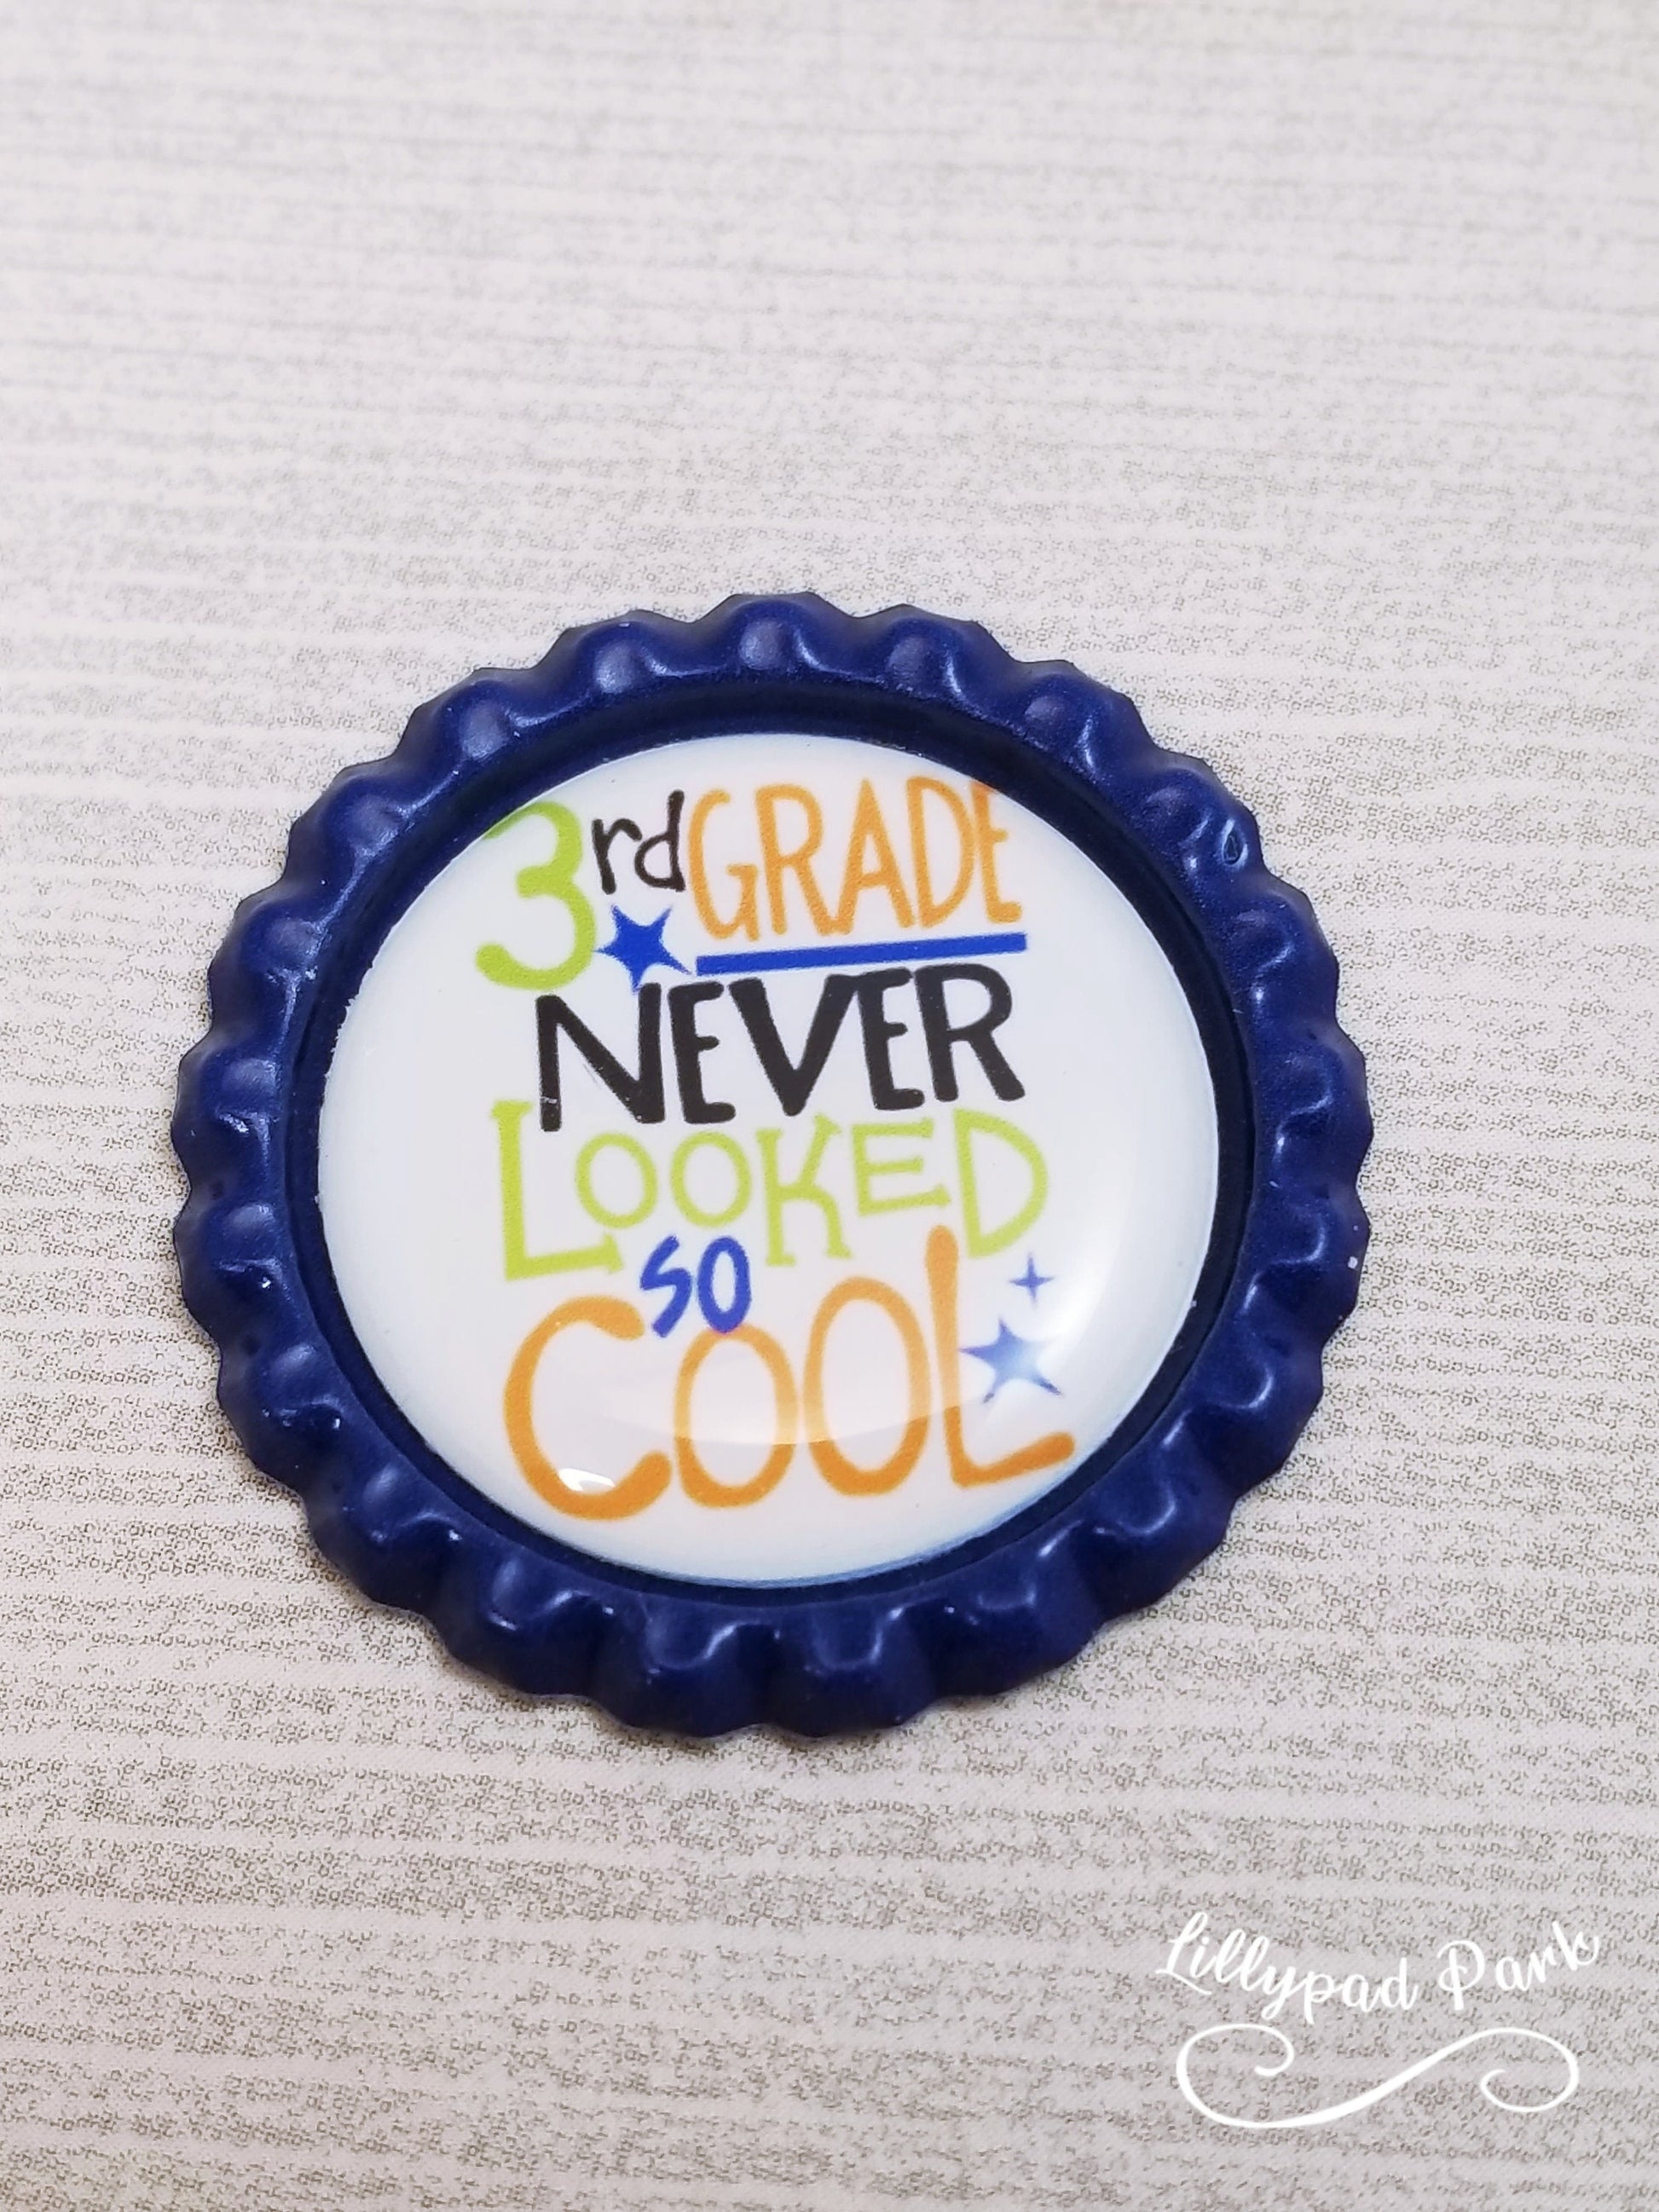 3rd GRADE
NEVER
LOOKED
SO
COOL
Lillypad Park